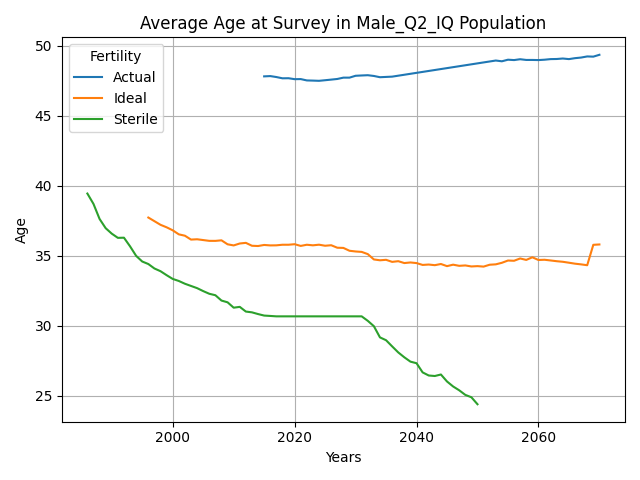 Average Age at Survey in Male_Q2_IQ Population
Fertility
Actual
Ideal
Sterile
50
45
40
35
30
25
Age
2000
2020
2040
2060
Years